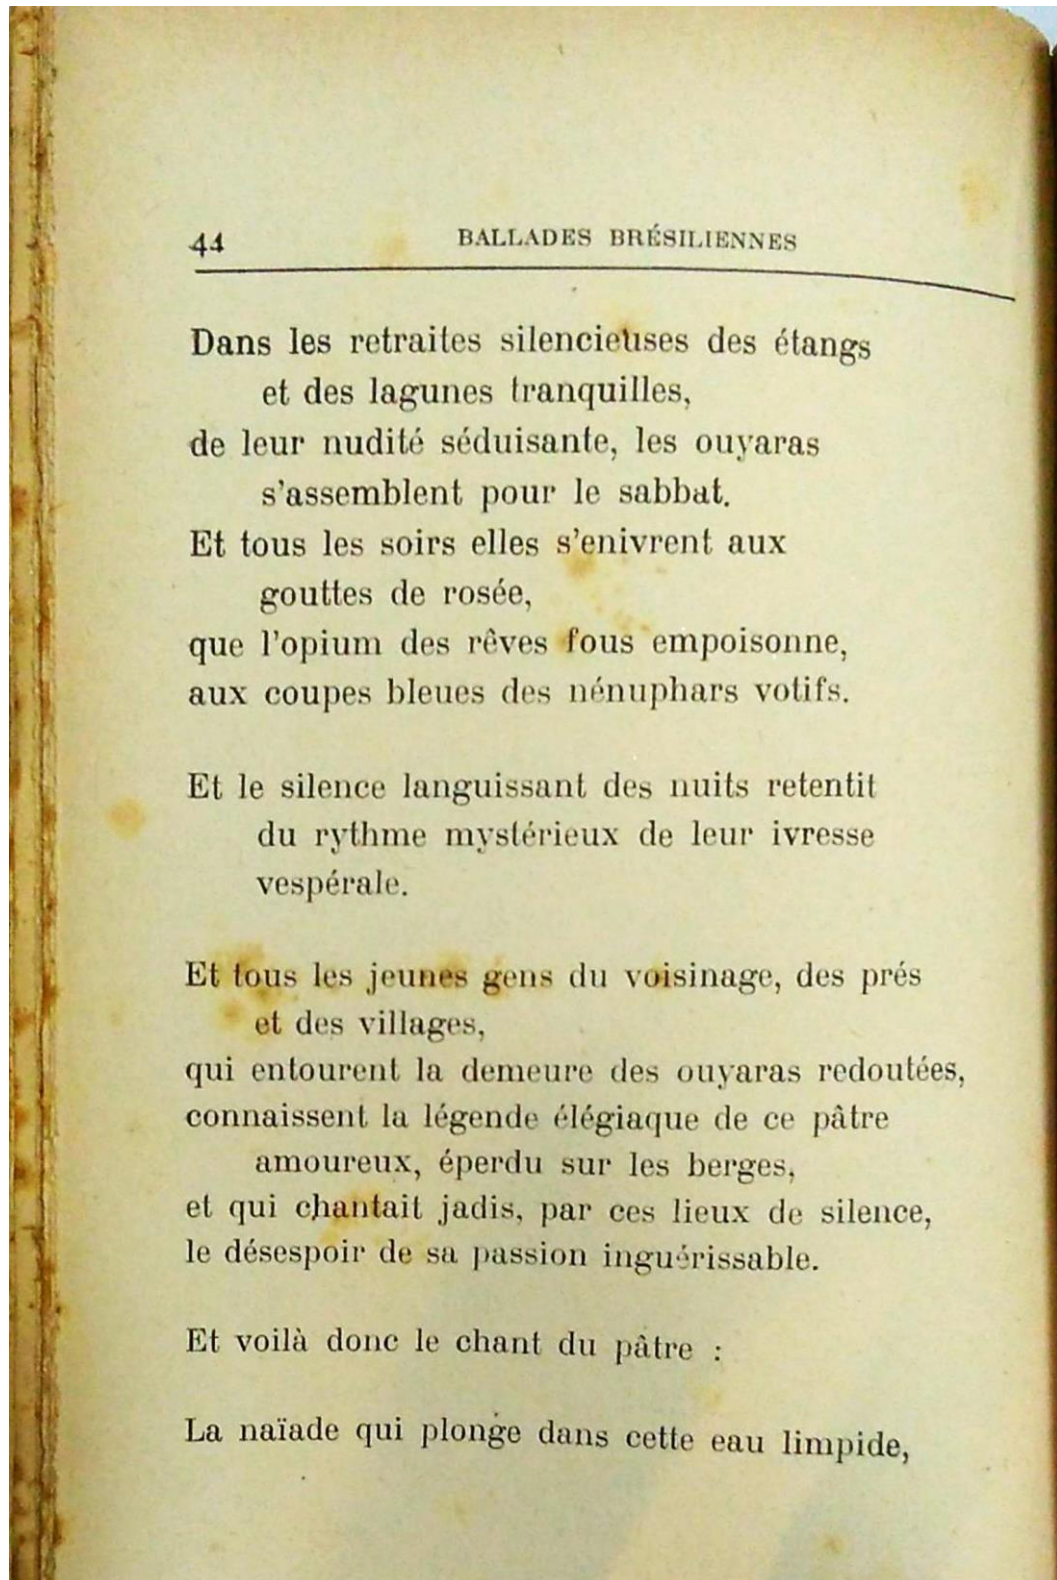 44 BALLADES BRÉSILIENNES
Dans les retraites silencieuses des étangs
et des lagunes tranquilles,
de leur nudité séduisante, les ouyaras
s'assemblent pour le sabbat.
Et tous les soirs elles s'enivrent aux
gouttes de rosée,
que l'opium des rêves fous empoisonne,
aux coupes bleues des nénuphars votifs.
Et le silence languissant des nuits retentit
du rythme mystérieux de leur ivresse
vespérale.
Et tous les jeunes gens du voisinage, des prés
et des villages,
qui entourent la demeure des ouyaras redoutées,
connaissent la légende élégiaque de ce pâtre
amoureux, éperdu sur les berges,
et qui chantait jadis, par ces lieux de silence,
le désespoir de sa passion inguérissable.
Et voilà donc le chant du pâtre :
La naïade qui plonge dans cette eau limpide,